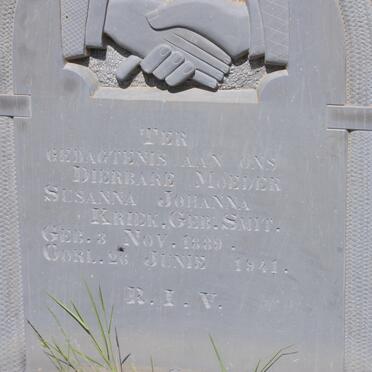 TER
GEDAGTENIS AAN ONS
DIERBARE MOEDER
SUSANNA JOHANNA
KRIEK. GEB. SMIT.
GEB. 3 NOV. 1889.
OORL. 26 JUNIE 1941.
R.I.V.